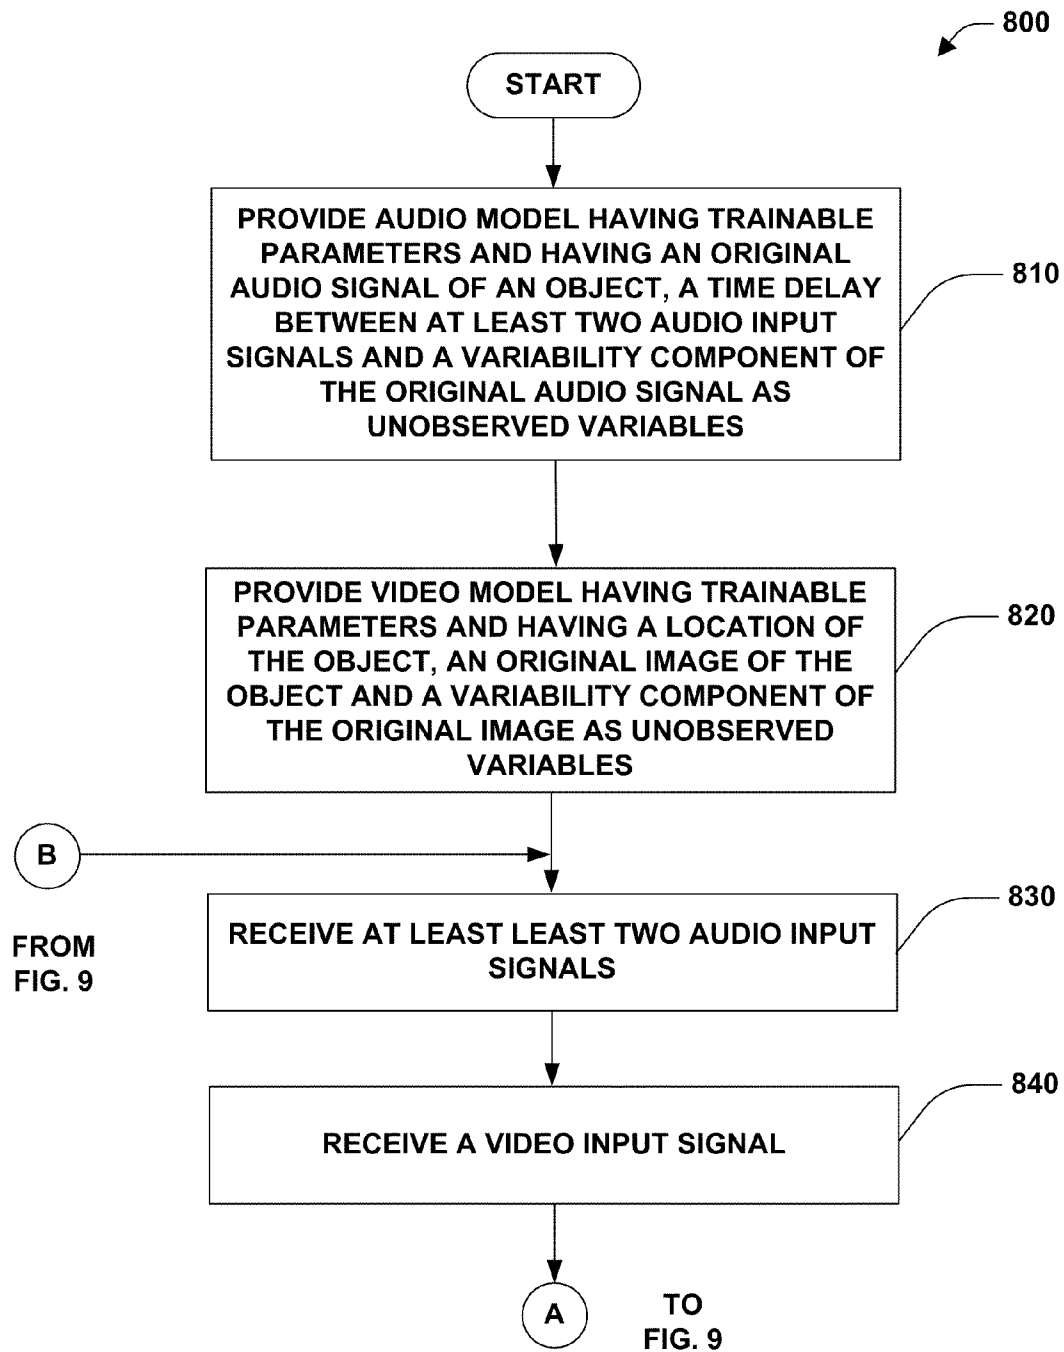 800
START
PROVIDE AUDIO MODEL HAVING TRAINABLE
PARAMETERS AND HAVING AN ORIGINAL
AUDIO SIGNAL OF AN OBJECT, A TIME DELAY
BETWEEN AT LEAST TWO AUDIO INPUT
SIGNALS AND A VARIABILITY COMPONENT OF
THE ORIGINAL AUDIO SIGNAL AS
UNOBSERVED VARIABLES
810
PROVIDE VIDEO MODEL HAVING TRAINABLE
PARAMETERS AND HAVING A LOCATION OF
THE OBJECT, AN ORIGINAL IMAGE OF THE
OBJECT AND A VARIABILITY COMPONENT OF
THE ORIGINAL IMAGE AS UNOBSERVED
VARIABLES
820
B
FROM
FIG. 9
RECEIVE AT LEAST LEAST TWO AUDIO INPUT
SIGNALS
830
RECEIVE A VIDEO INPUT SIGNAL
840
A
TO
FIG. 9